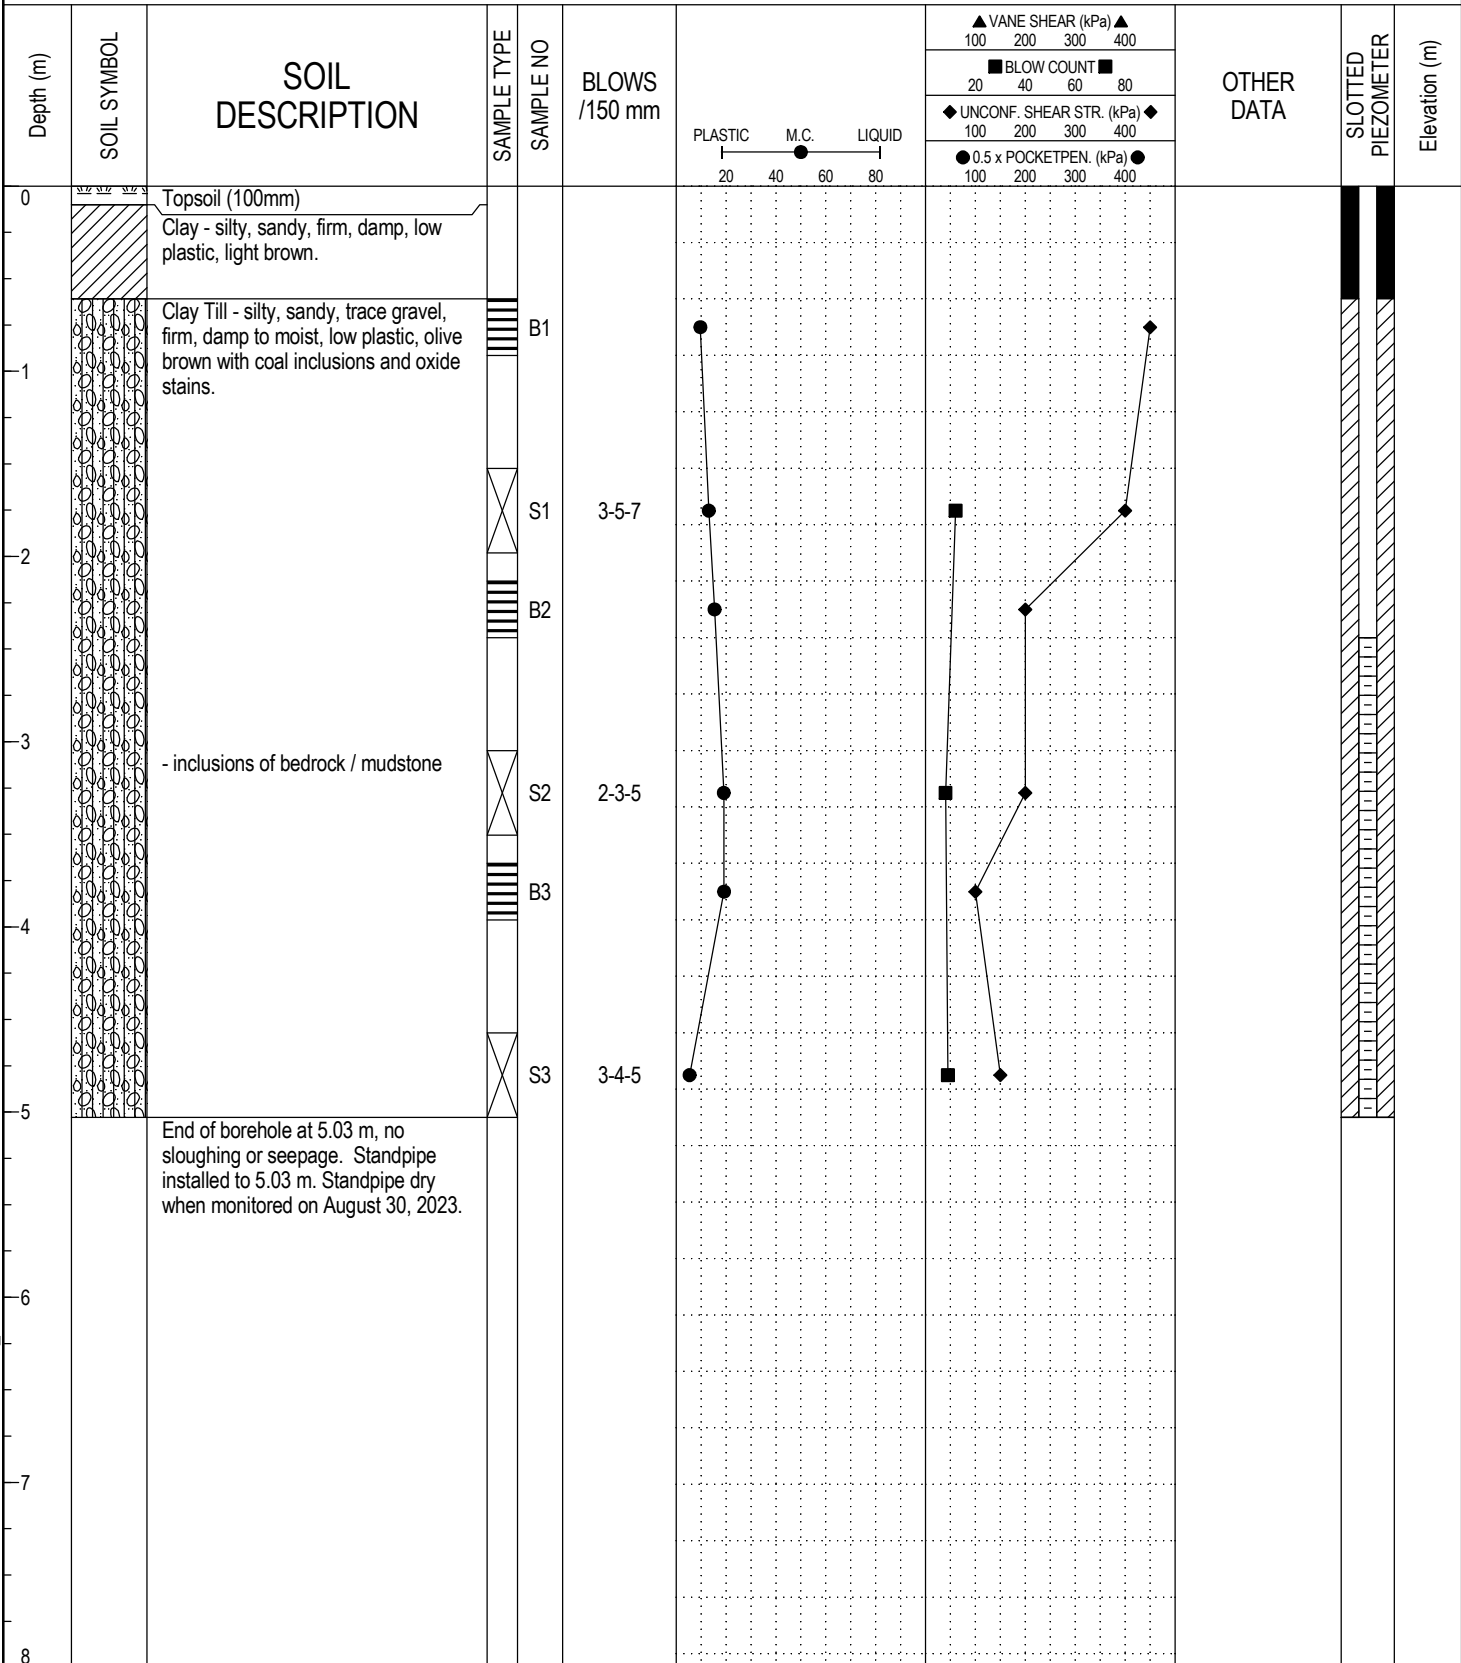 Depth (m)
SOIL SYMBOL
SOIL
DESCRIPTION
SAMPLE TYPE
SAMPLE NO
BLOWS
/150 mm
PLASTIC M.C. LIQUID
20 40 60 80
▲ VANE SHEAR (kPa) ▲
100 200 300 400
■ BLOW COUNT ■
20 40 60 80
◆ UNCONF. SHEAR STR. (kPa) ◆
100 200 300 400
● 0.5 x POCKETPEN. (kPa) ●
100 200 300 400
OTHER
DATA
SLOTTED
PIEZOMETER
Elevation (m)
0
Topsoil (100mm)
Clay - silty, sandy, firm, damp, low
plastic, light brown.
Clay Till - silty, sandy, trace gravel,
firm, damp to moist, low plastic, olive
brown with coal inclusions and oxide
stains.
B1
1
S1 3-5-7
2
B2
3
- inclusions of bedrock / mudstone
S2 2-3-5
B3
4
S3 3-4-5
5
End of borehole at 5.03 m, no
sloughing or seepage. Standpipe
installed to 5.03 m. Standpipe dry
when monitored on August 30, 2023.
6
7
8